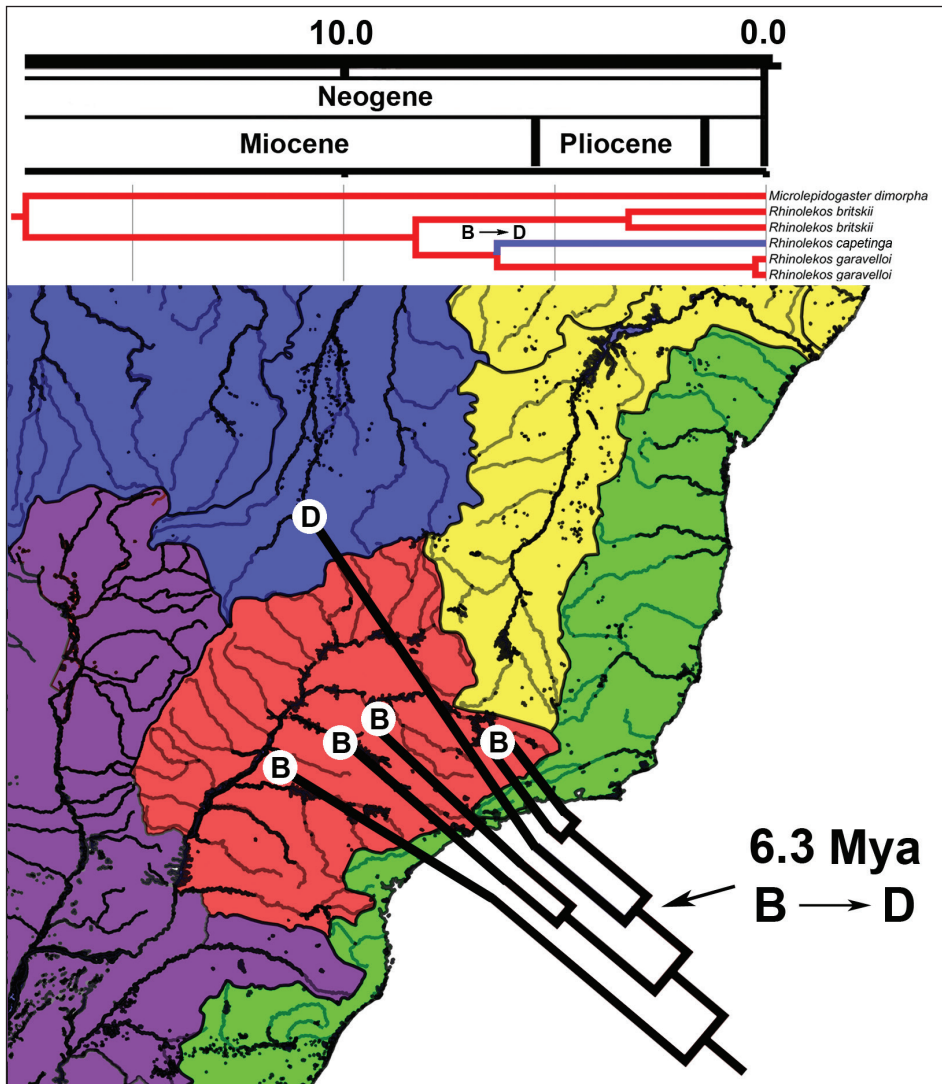 10.0 0.0
Neogene
Miocene Pliocene
Microlepidogaster dimorpha
Rhinolekos britskii
Rhinolekos britskii
B → D
Rhinolekos capetinga
Rhinolekos garavelloi
Rhinolekos garavelloi
D
B
B
B
B
6.3 Mya
B → D